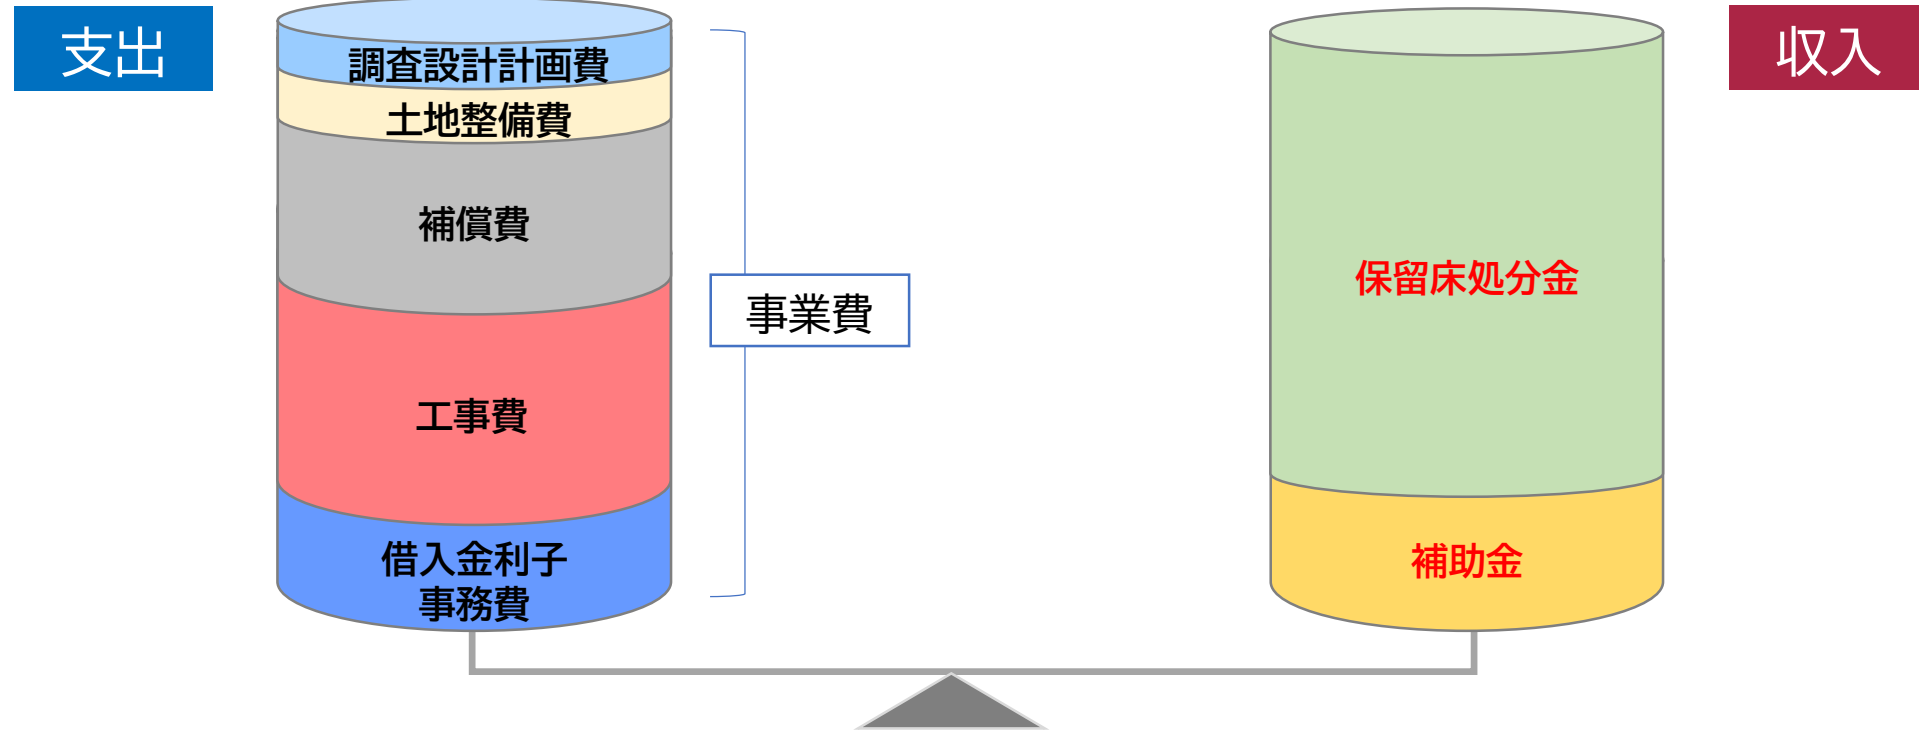 支出
調査設計計画費
土地整備費
補償費
工事費
借入金利子
事務費
事業費
収入
保留床処分金
補助金